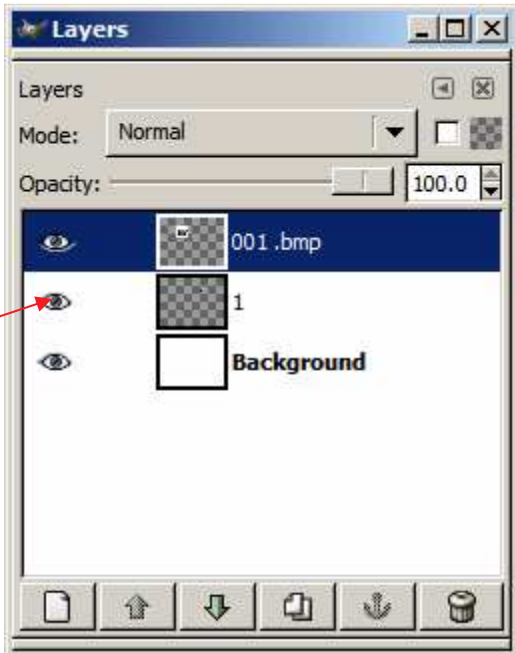 Layers
Layers
Mode: Normal
Opacity: 100.0
001.bmp
1
Background